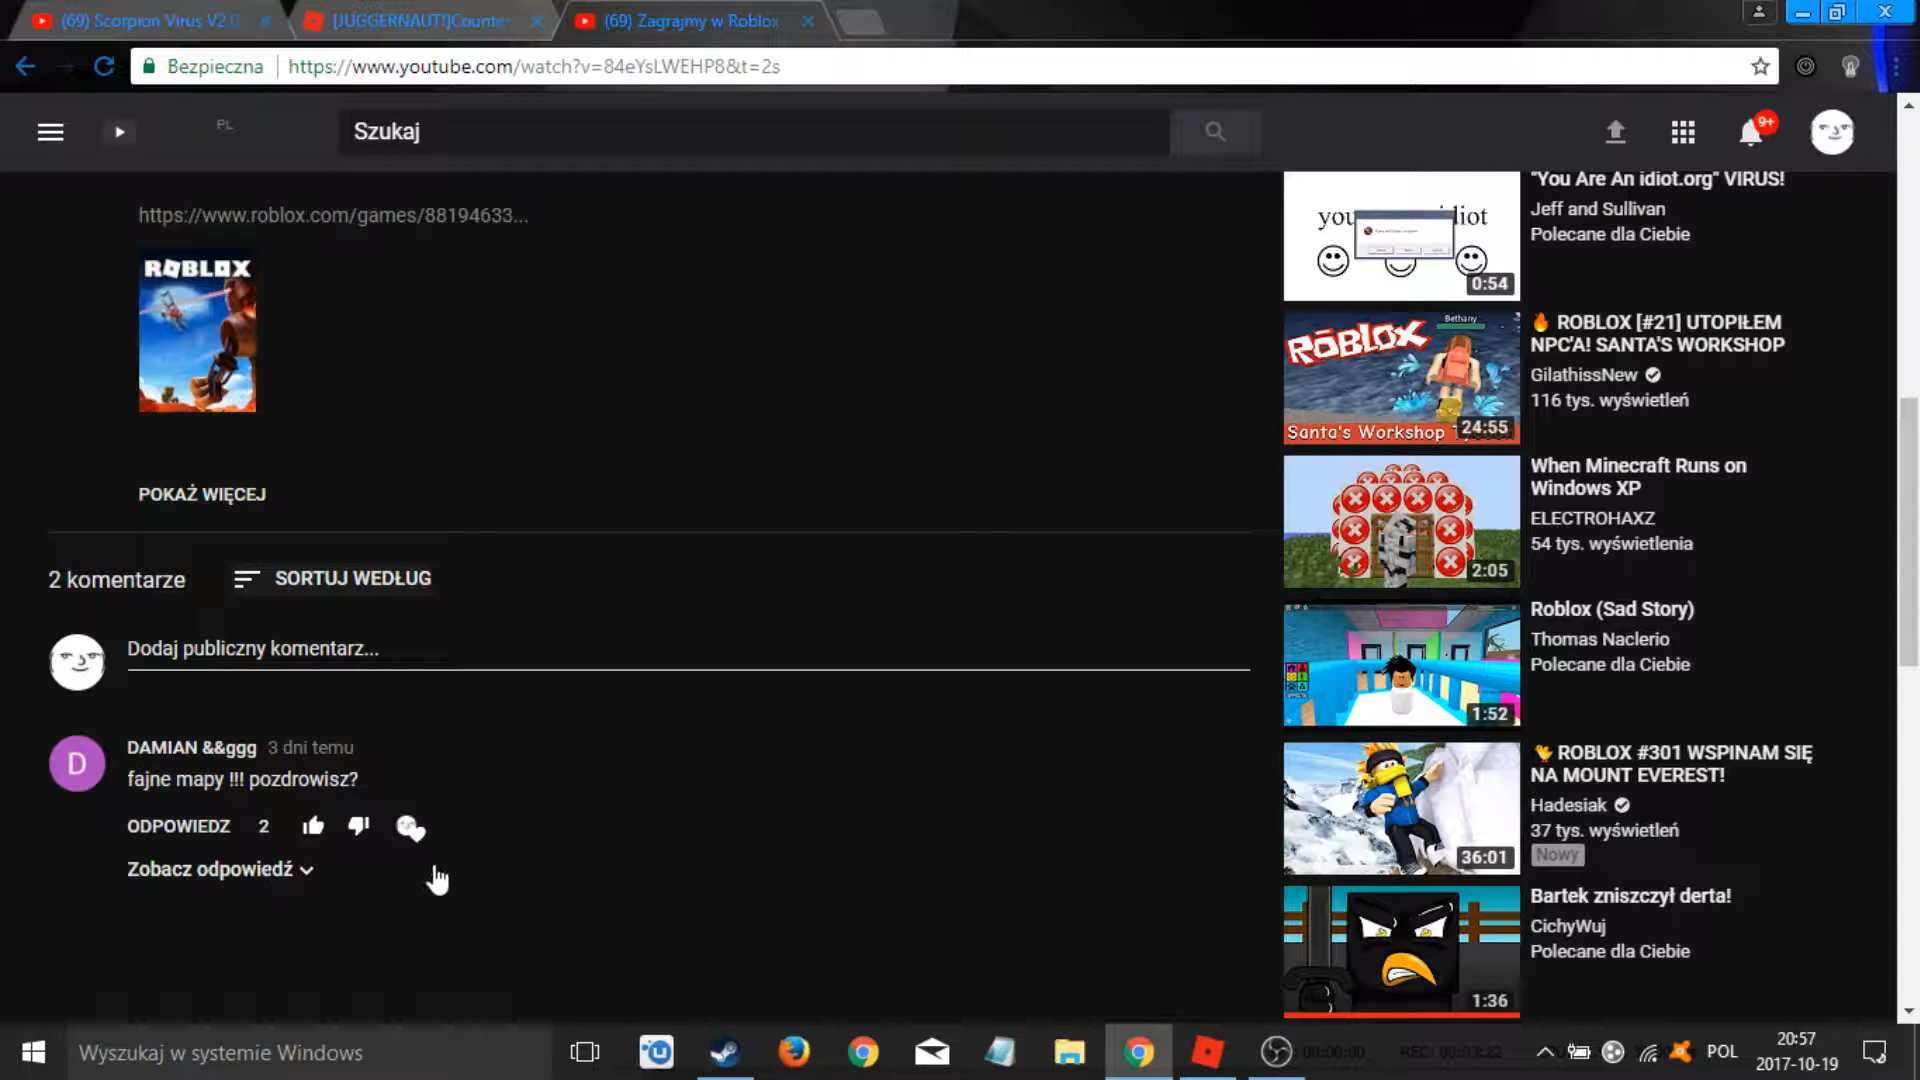 (69) Scorpion Virus V2.0
[JUGGERNAUT!]Counte
(69) Zagrajmy w Roblox
Bezpieczna
https://www.youtube.com/watch?v=84eYsLWEHP8&t=2s
PL
Szukaj
9+
https://www.roblox.com/games/88194633...
ROBLOX
POKAŻ WIĘCEJ
2 komentarze
SORTUJ WEDŁUG
Dodaj publiczny komentarz...
D
DAMIAN &&ggg 3 dni temu
fajne mapy !!! pozdrowisz?
ODPOWIEDZ 2
Zobacz odpowiedź
0:54
"You Are An idiot.org" VIRUS!
Jeff and Sullivan
Polecane dla Ciebie
ROBLOX
Bethany
Santa's Workshop
24:55
ROBLOX [#21] UTOPIŁEM
NPC'A! SANTA'S WORKSHOP
GilathissNew
116 tys. wyświetleń
2:05
When Minecraft Runs on
Windows XP
ELECTROHAXZ
54 tys. wyświetlenia
1:52
Roblox (Sad Story)
Thomas Naclerio
Polecane dla Ciebie
36:01
ROBLOX #301 WSPINAM SIĘ
NA MOUNT EVEREST!
Hadesiak
37 tys. wyświetleń
Nowy
1:36
Bartek zniszczył derta!
CichyWuj
Polecane dla Ciebie
Wyszukaj w systemie Windows
POL
20:57
2017-10-19